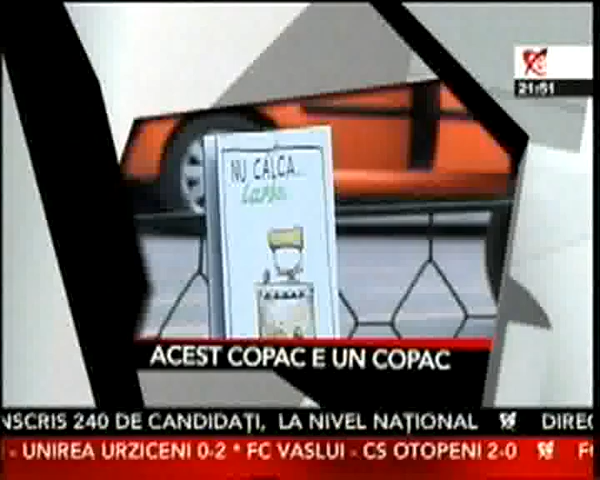 21:51
NU CALCA...
iarba.
ACEST COPAC E UN COPAC
NSCRIS 240 DE CANDIDAȚI, LA NIVEL NAȚIONAL DIREC
- UNIREA URZICENI 0-2 * FC VASLUI - CS OTOPENI 2-0 F